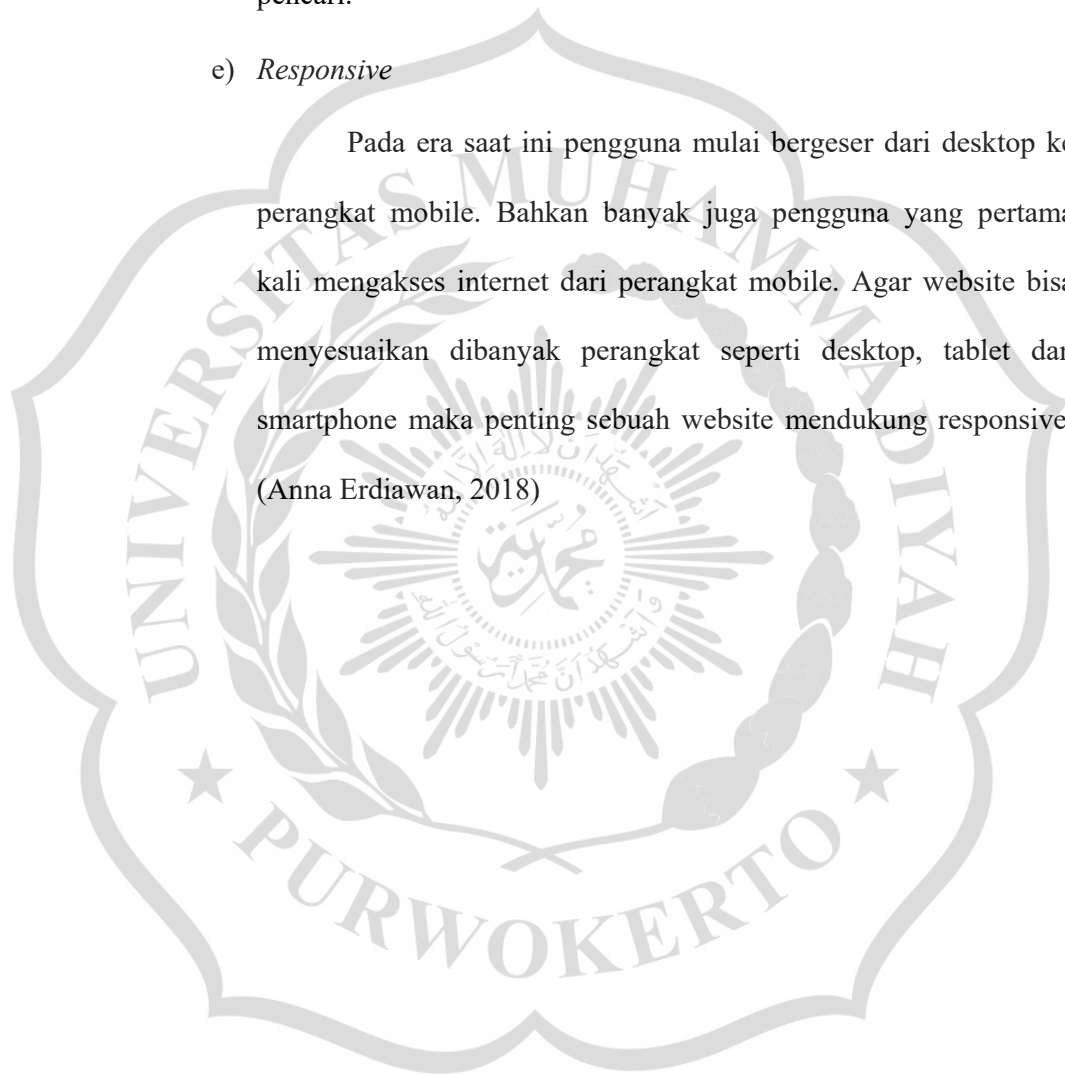 pencari.
e) Responsive
Pada era saat ini pengguna mulai bergeser dari desktop ke
perangkat mobile. Bahkan banyak juga pengguna yang pertama
kali mengakses internet dari perangkat mobile. Agar website bisa
menyesuaikan dibanyak perangkat seperti desktop, tablet dan
smartphone maka penting sebuah website mendukung responsive
(Anna Erdiawan, 2018)
UNIVERSITAS MUHAMMADIYAH
PURWOKERTO